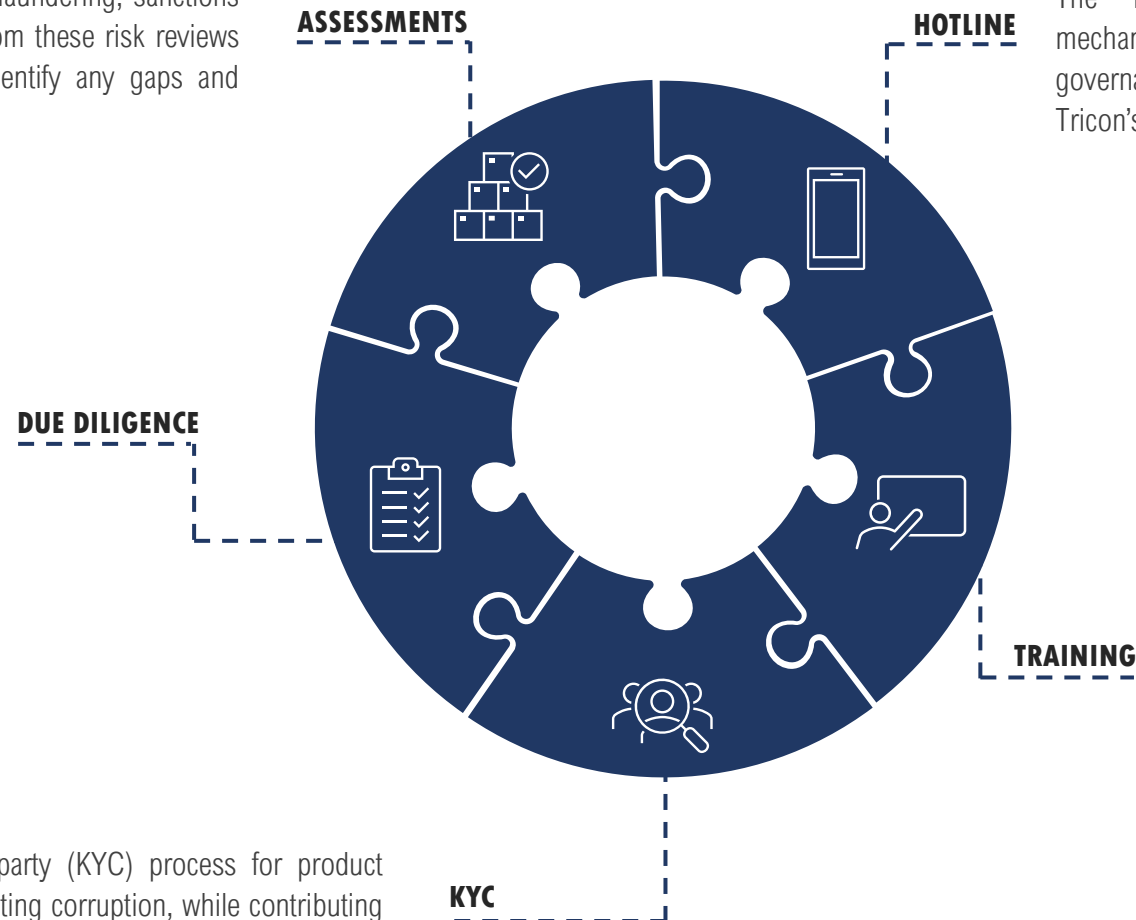 laundering, sanctions
om these risk reviews
entify any gaps and
ASSESSMENTS
HOTLINE
The
mechar
governa
Tricon's
DUE DILIGENCE
TRAINING
party (KYC) process for product
ting corruption, while contributing
KYC